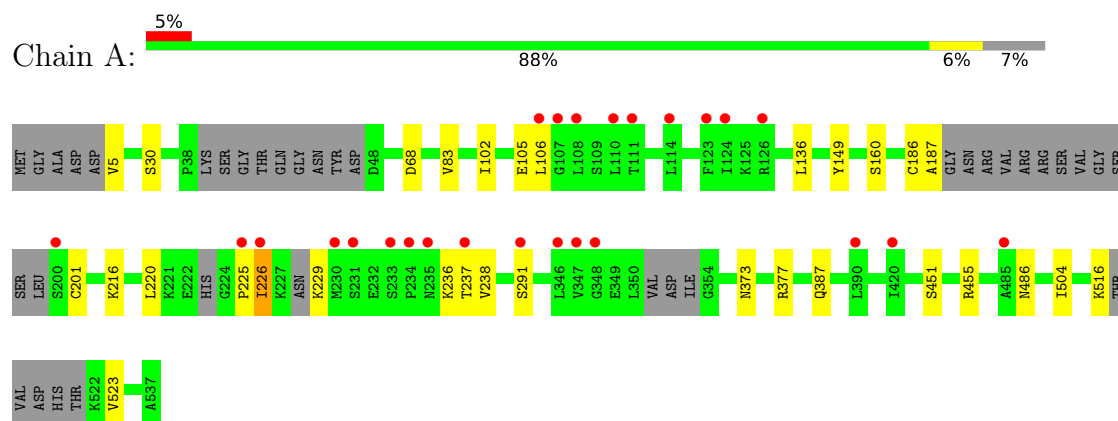 5%
Chain A:
88% 6% 7%
MET GLY ALA ASP ASP V5 S30 P38 LYS SER GLY THR GLN GLY ASN TYR ASP D48 D68 V83 I102 E105 L106 G107 L108 S109 L110 T111 L114 F123 I124 K125 R126 L136 Y149 S160 C186 A187 GLY ASN ARG VAL ARG ARG SER VAL GLY SER
SER LEU S200 C201 K216 L220 K221 E222 HIS G224 P225 I226 K227 ASN K229 M230 S231 E232 S233 P234 N235 K236 T237 V238 S291 L346 V347 G348 E349 L350 VAL ASP ILE G354 N373 R377 Q387 L390 I420 S451 R455 A485 N486 I504 K516 THR
VAL ASP HIS THR K522 V523 A537